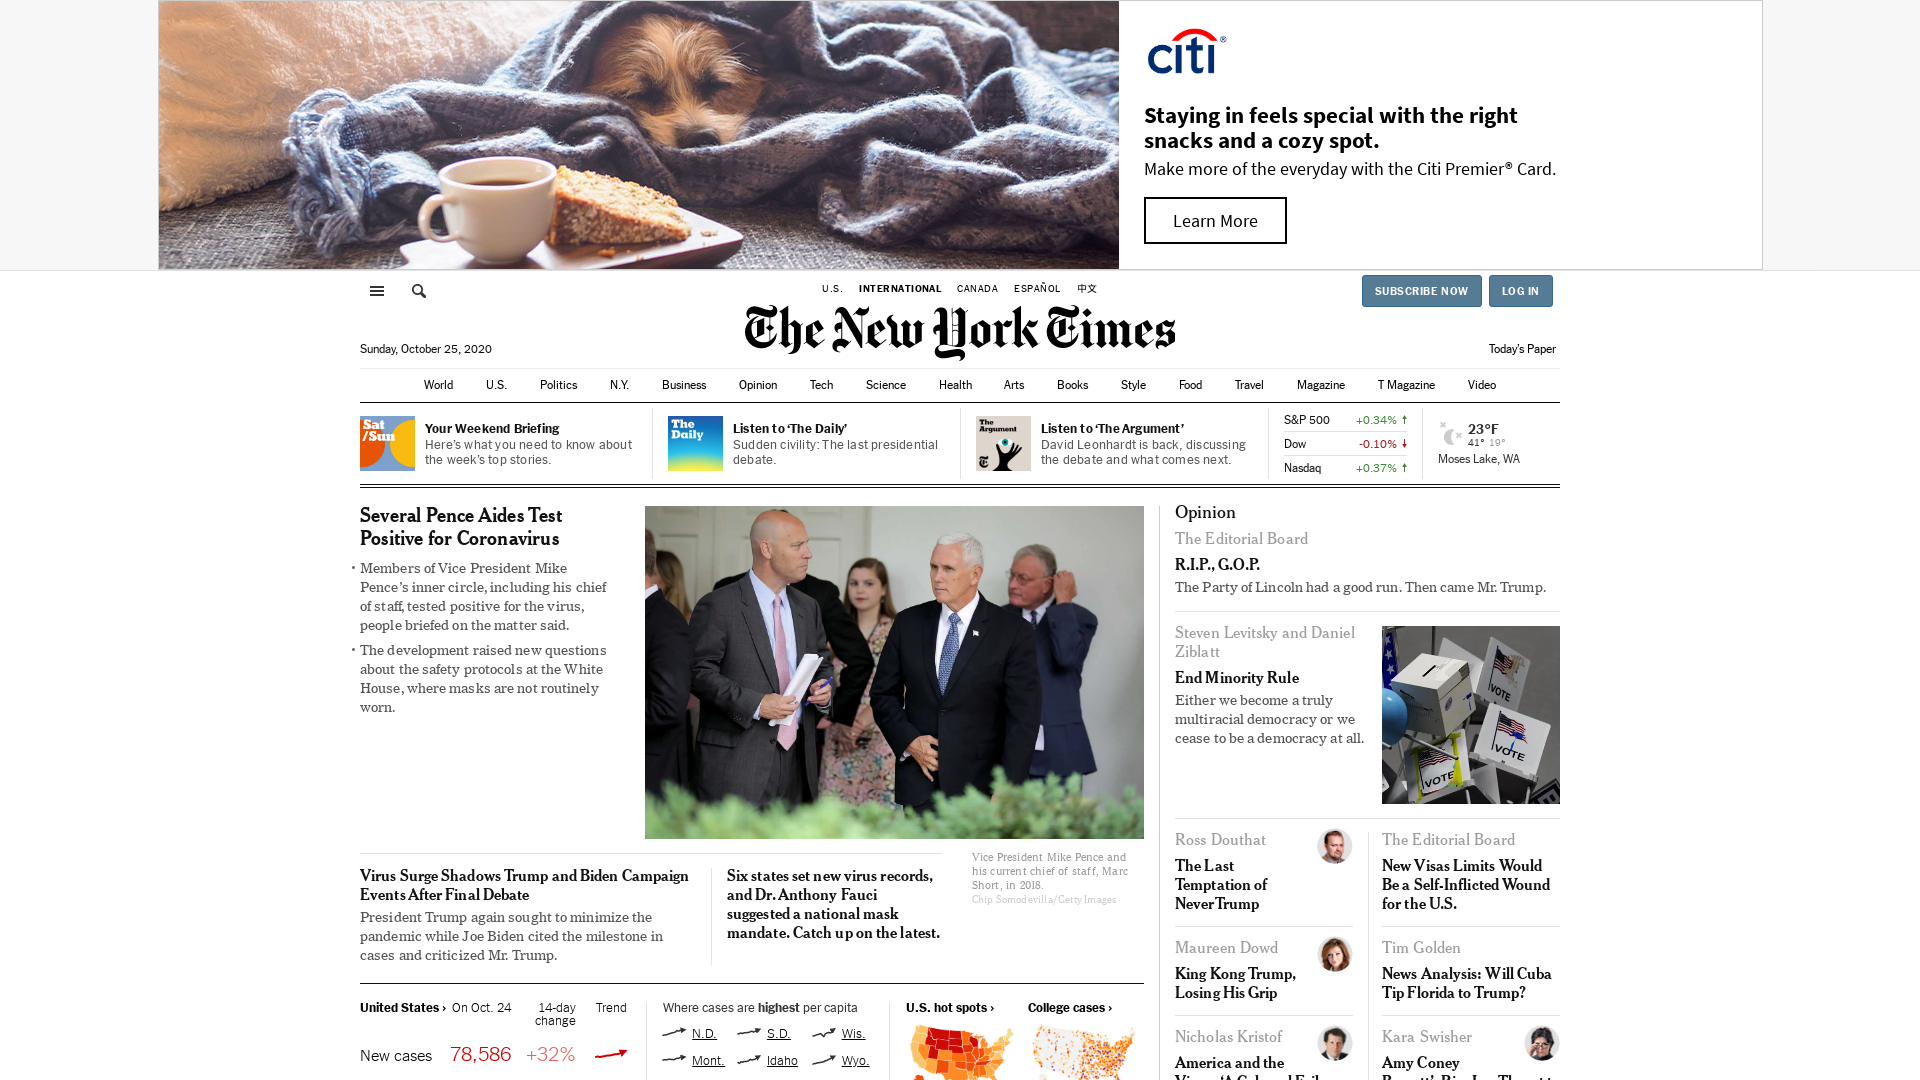 citi®
Staying in feels special with the right
snacks and a cozy spot.
Make more of the everyday with the Citi Premier® Card.
Learn More
U.S.
INTERNATIONAL
CANADA
ESPAÑOL
中文
SUBSCRIBE NOW
LOG IN
The New York Times
Sunday, October 25, 2020
Today's Paper
World
U.S.
Politics
N.Y.
Business
Opinion
Tech
Science
Health
Arts
Books
Style
Food
Travel
Magazine
T Magazine
Video
Sat
/Sun
Your Weekend Briefing
Here's what you need to know about
the week's top stories.
The
Daily
Listen to 'The Daily'
Sudden civility: The last presidential
debate.
The
Argument
Listen to 'The Argument'
David Leonhardt is back, discussing
the debate and what comes next.
S&P 500 +0.34% ↑
Dow -0.10% ↓
Nasdaq +0.37% ↑
23°F
41° 19°
Moses Lake, WA
Several Pence Aides Test
Positive for Coronavirus
• Members of Vice President Mike
Pence's inner circle, including his chief
of staff, tested positive for the virus,
people briefed on the matter said.
• The development raised new questions
about the safety protocols at the White
House, where masks are not routinely
worn.
Vice President Mike Pence and
his current chief of staff, Marc
Short, in 2018.
Chip Somodevilla/Getty Images
Virus Surge Shadows Trump and Biden Campaign
Events After Final Debate
President Trump again sought to minimize the
pandemic while Joe Biden cited the milestone in
cases and criticized Mr. Trump.
Six states set new virus records,
and Dr. Anthony Fauci
suggested a national mask
mandate. Catch up on the latest.
United States › On Oct. 24 14-day Trend
change
New cases 78,586 +32%
Where cases are highest per capita
N.D. S.D. Wis.
Mont. Idaho Wyo.
U.S. hot spots ›
College cases ›
Opinion
The Editorial Board
R.I.P., G.O.P.
The Party of Lincoln had a good run. Then came Mr. Trump.
Steven Levitsky and Daniel
Ziblatt
End Minority Rule
Either we become a truly
multiracial democracy or we
cease to be a democracy at all.
VOTE
VOTE
VOTE
Ross Douthat
The Last
Temptation of
NeverTrump
The Editorial Board
New Visas Limits Would
Be a Self-Inflicted Wound
for the U.S.
Maureen Dowd
King Kong Trump,
Losing His Grip
Tim Golden
News Analysis: Will Cuba
Tip Florida to Trump?
Nicholas Kristof
America and the
Kara Swisher
Amy Coney